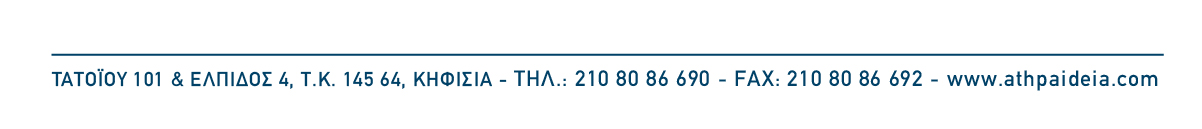 ΤΑΤΟΪΟΥ 101 & ΕΛΠΙΔΟΣ 4, Τ.Κ. 145 64, ΚΗΦΙΣΙΑ - ΤΗΛ.: 210 80 86 690 - FAX: 210 80 86 692 - www.athpaideia.com